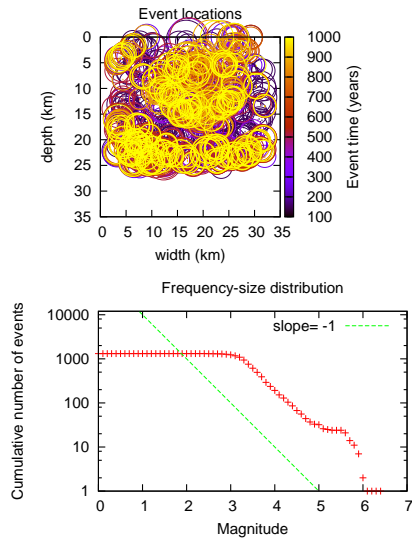 Event locations
0
5
10
15
20
25
30
35
depth (km)
0 5 10 15 20 25 30 35
width (km)
1000
900
800
700
600
500
400
300
200
100
Event time (years)
Frequency-size distribution
slope= -1
10000
1000
100
10
1
Cumulative number of events
0 1 2 3 4 5 6 7
Magnitude